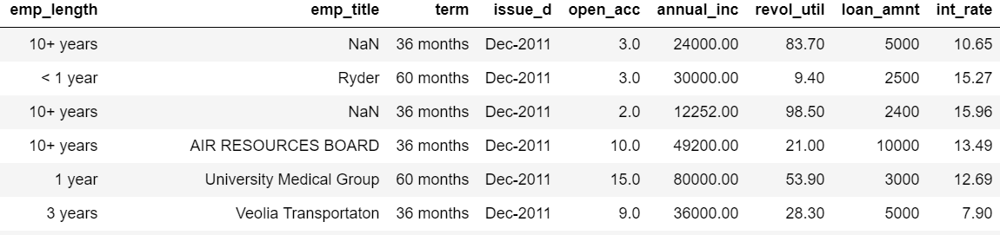 emp_length emp_title term issue_d open_acc annual_inc revol_util loan_amnt int_rate
10+ years NaN 36 months Dec-2011 3.0 24000.00 83.70 5000 10.65
< 1 year Ryder 60 months Dec-2011 3.0 30000.00 9.40 2500 15.27
10+ years NaN 36 months Dec-2011 2.0 12252.00 98.50 2400 15.96
10+ years AIR RESOURCES BOARD 36 months Dec-2011 10.0 49200.00 21.00 10000 13.49
1 year University Medical Group 60 months Dec-2011 15.0 80000.00 53.90 3000 12.69
3 years Veolia Transportaton 36 months Dec-2011 9.0 36000.00 28.30 5000 7.90